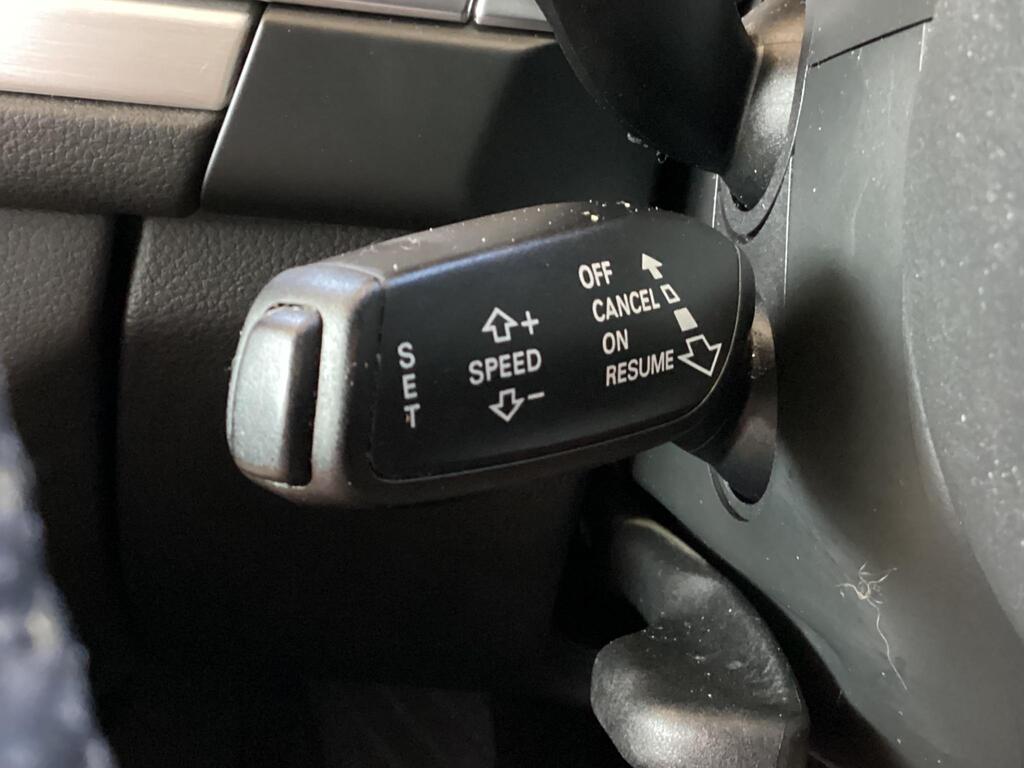 SET
SPEED
+
-
OFF
CANCEL
ON
RESUME